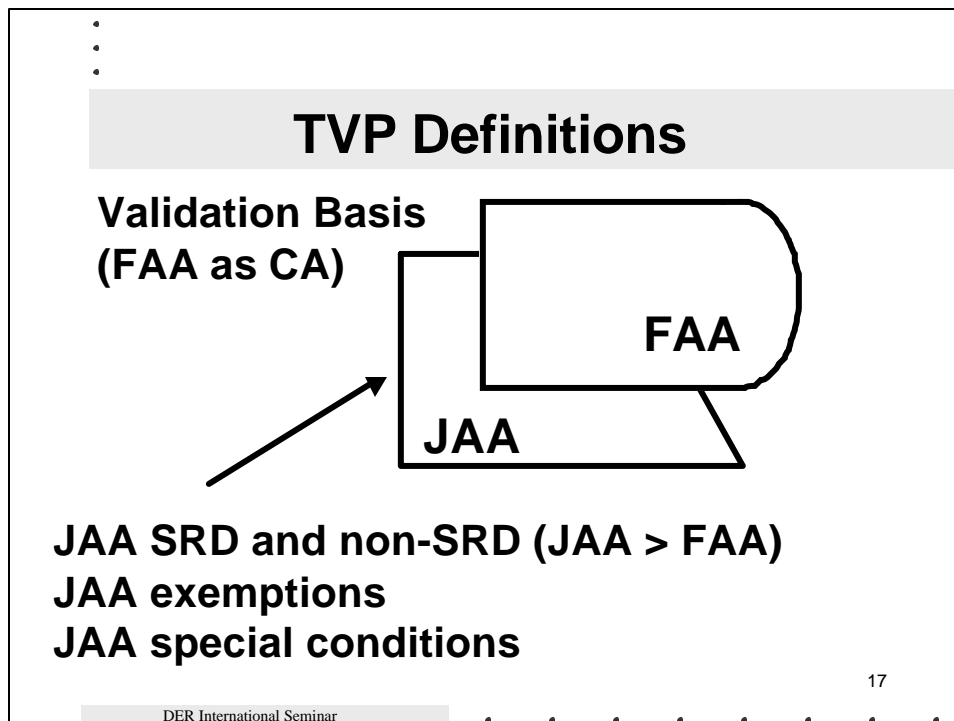 TVP Definitions
Validation Basis
(FAA as CA)
FAA
JAA
JAA SRD and non-SRD (JAA > FAA)
JAA exemptions
JAA special conditions
17
DER International Seminar